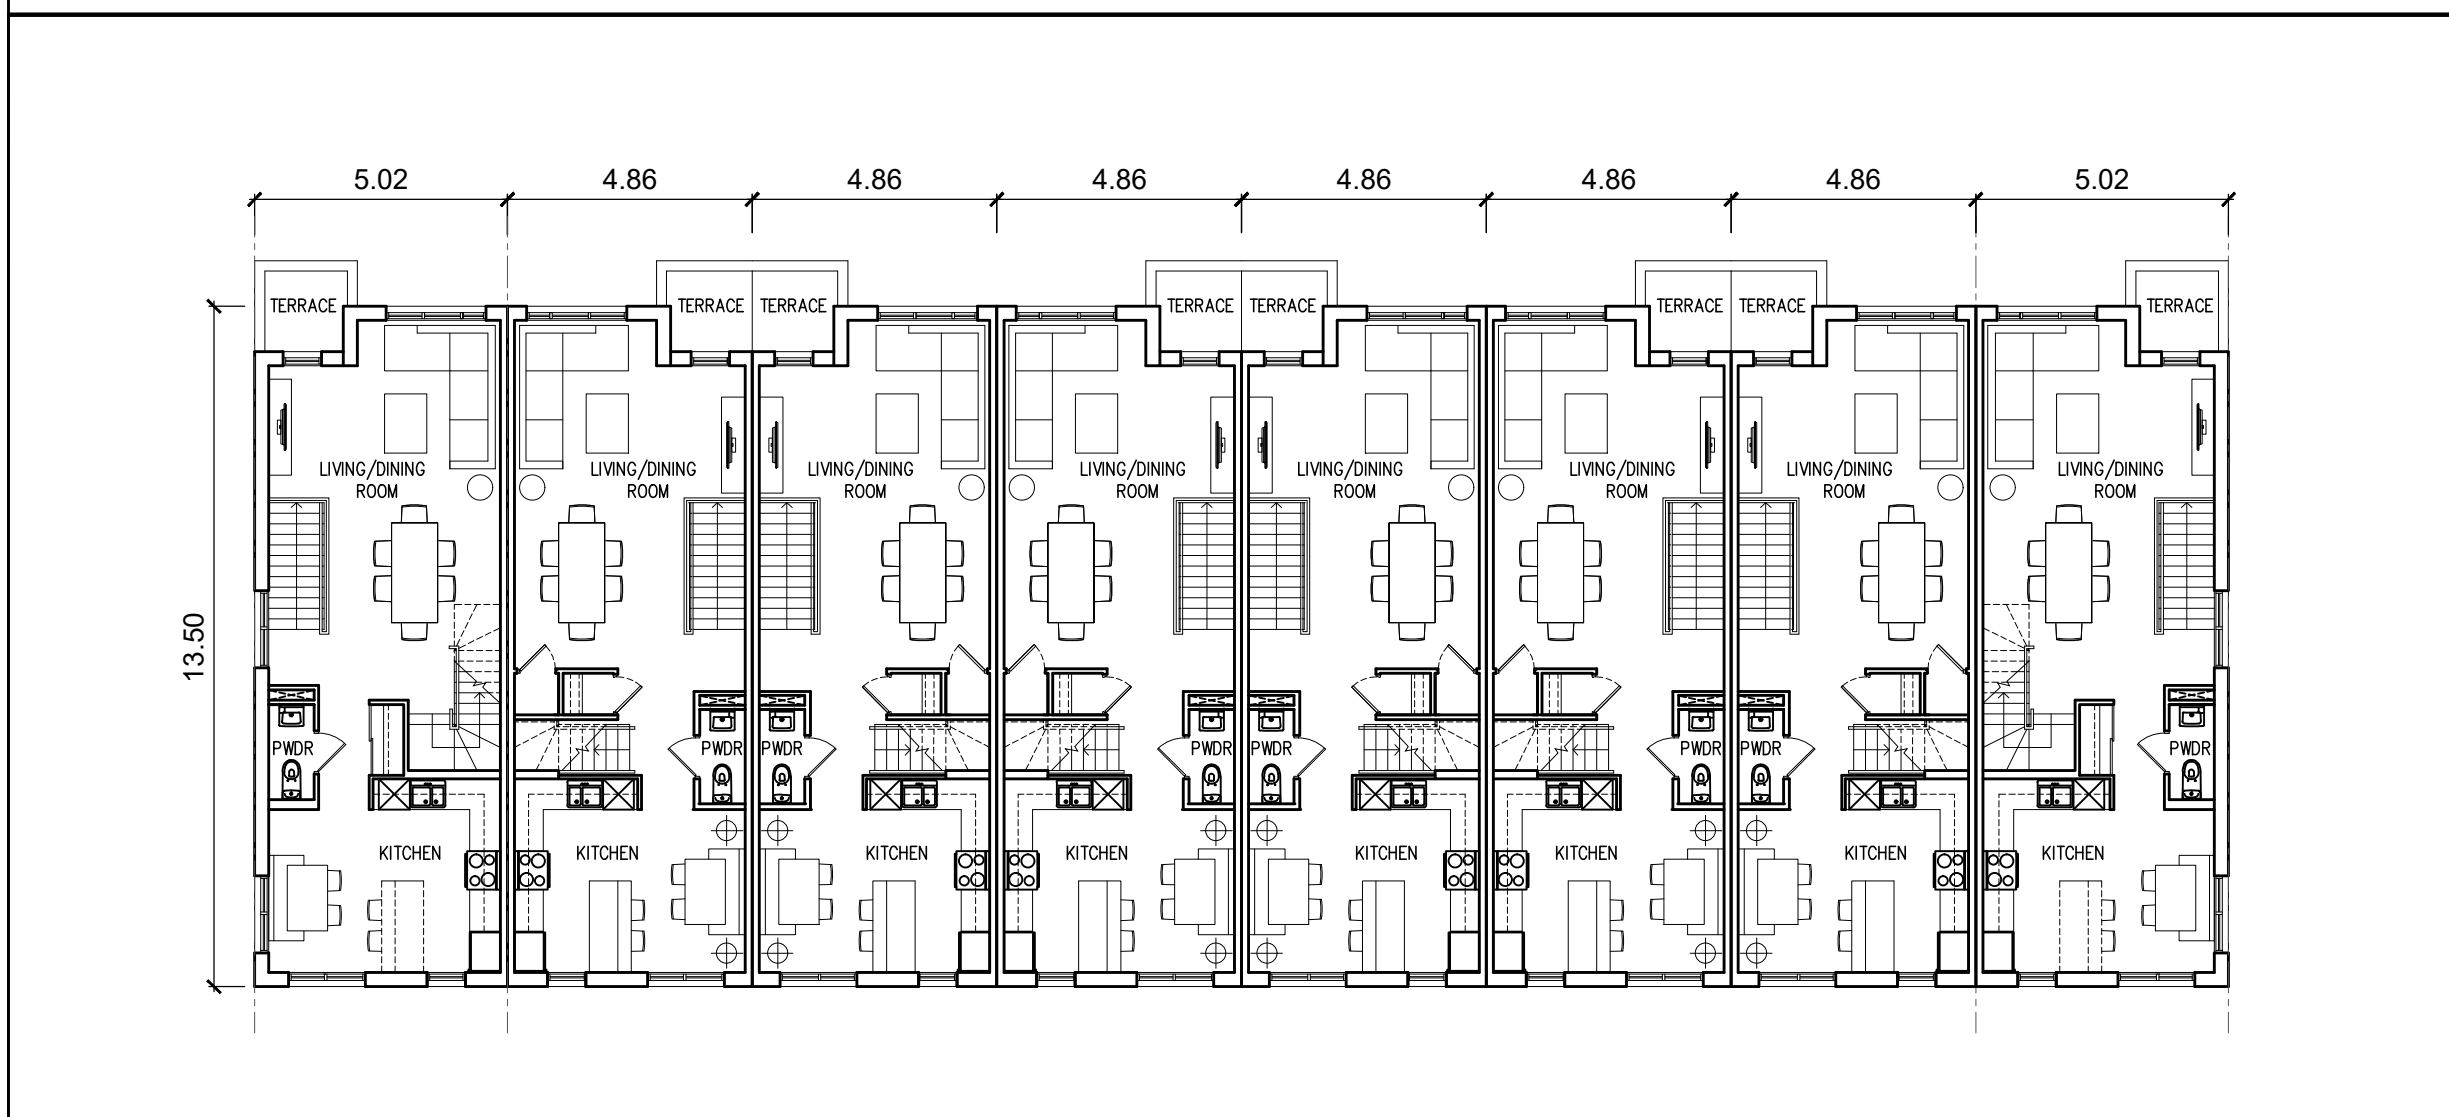 5.02
4.86
4.86
4.86
4.86
4.86
4.86
5.02
13.50
TERRACE
TERRACE
TERRACE
TERRACE
TERRACE
TERRACE
TERRACE
TERRACE
LIVING/DINING
ROOM
LIVING/DINING
ROOM
LIVING/DINING
ROOM
LIVING/DINING
ROOM
LIVING/DINING
ROOM
LIVING/DINING
ROOM
LIVING/DINING
ROOM
LIVING/DINING
ROOM
PWDR
PWDR
PWDR
PWDR
PWDR
PWDR
PWDR
PWDR
KITCHEN
KITCHEN
KITCHEN
KITCHEN
KITCHEN
KITCHEN
KITCHEN
KITCHEN